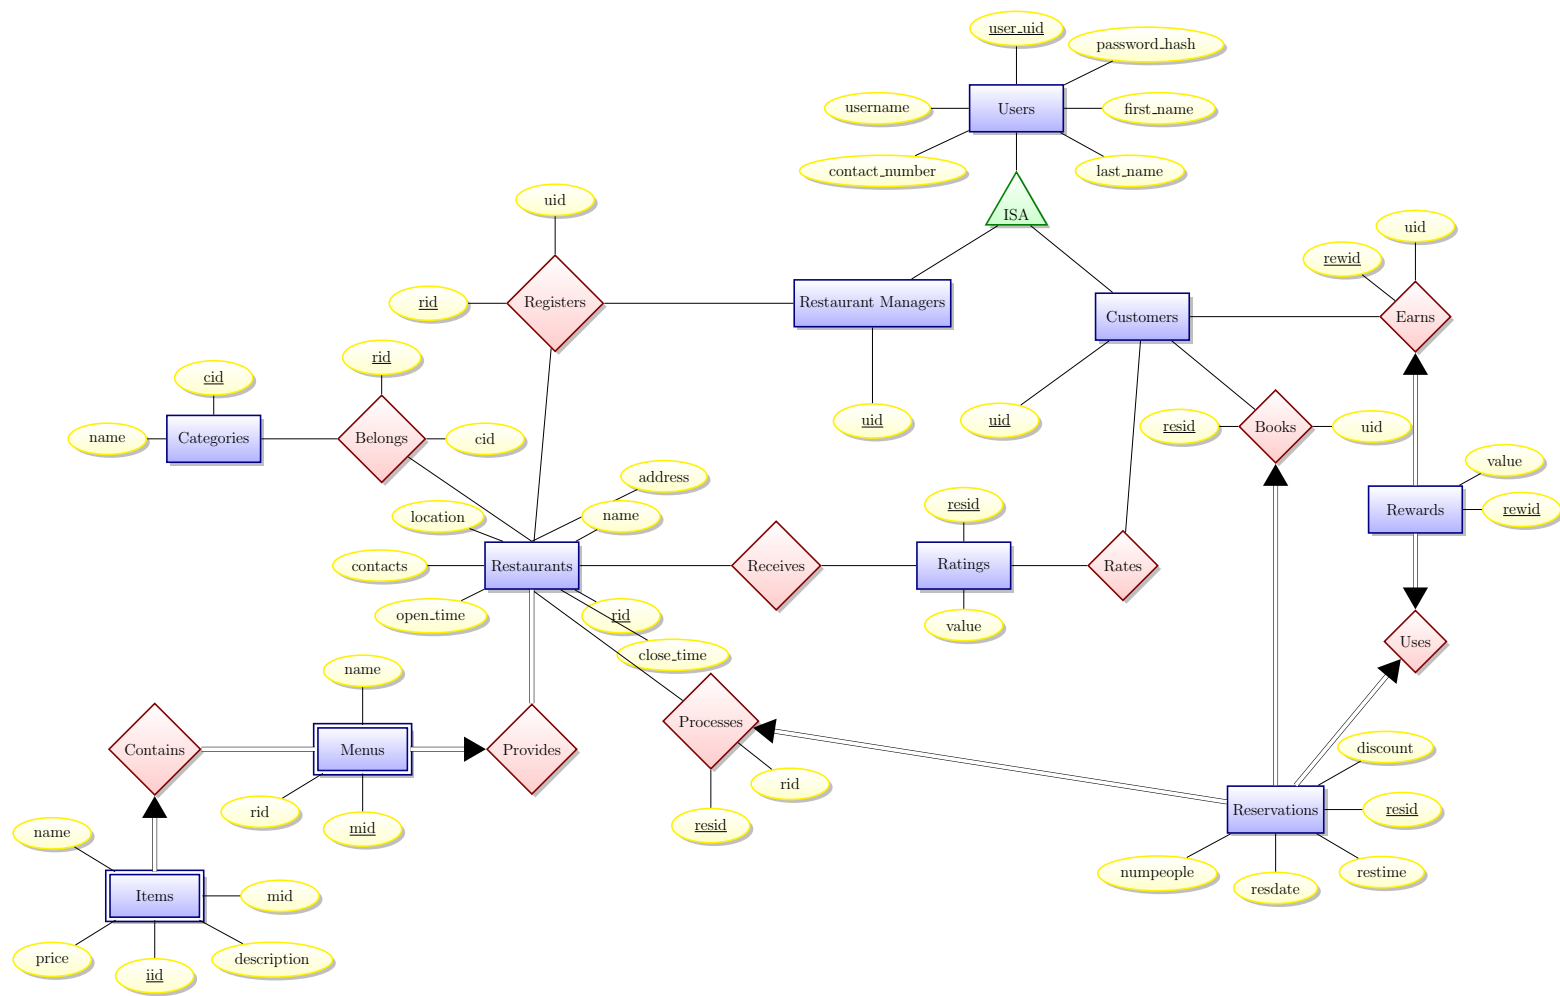 user_uid
password_hash
username
Users
first_name
contact_number
last_name
ISA
uid
uid
rewid
rid
Registers
Restaurant Managers
Customers
Earns
rid
cid
uid
uid
resid
Books
uid
name
Categories
Belongs
cid
value
address
location
name
resid
Rewards
rewid
contacts
Restaurants
Receives
Ratings
Rates
open_time
rid
value
Uses
close_time
name
Contains
Menus
Provides
Processes
discount
rid
rid
mid
resid
Reservations
resid
name
numpeople
resdate
restime
Items
mid
price
iid
description